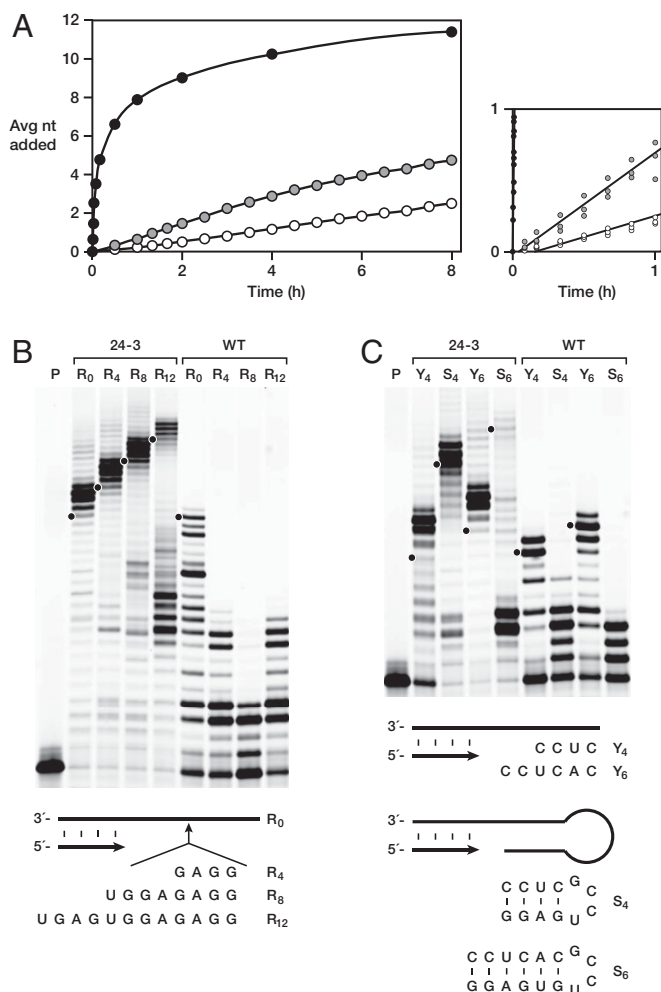 A
12
10
8
6
4
2
0
Avg nt
added
0 2 4 6 8
Time (h)
1
0
0 1
Time (h)
B
24-3 WT
P R0 R4 R8 R12 R0 R4 R8 R12
3´- R0
5´-
G A G G R4
U G G A G A G G R8
U G A G U G G A G A G G R12
C
24-3 WT
P Y4 S4 Y6 S6 Y4 S4 Y6 S6
3´-
5´- C C U C Y4
C C U C A C Y6
3´-
5´-
C C U C G C C U
G G A G
S4
C C U C A C G C C U
G G A G U G
S6